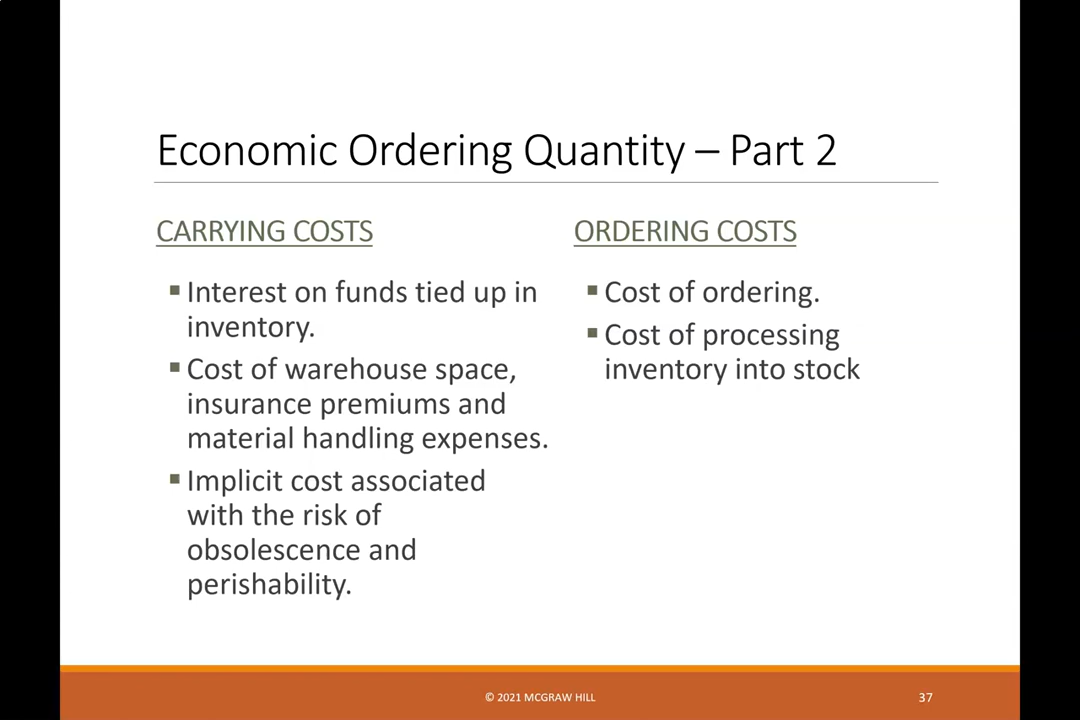 Economic Ordering Quantity – Part 2
CARRYING COSTS
▪ Interest on funds tied up in
inventory.
▪ Cost of warehouse space,
insurance premiums and
material handling expenses.
▪ Implicit cost associated
with the risk of
obsolescence and
perishability.
ORDERING COSTS
▪ Cost of ordering.
▪ Cost of processing
inventory into stock
© 2021 MCGRAW HILL
37